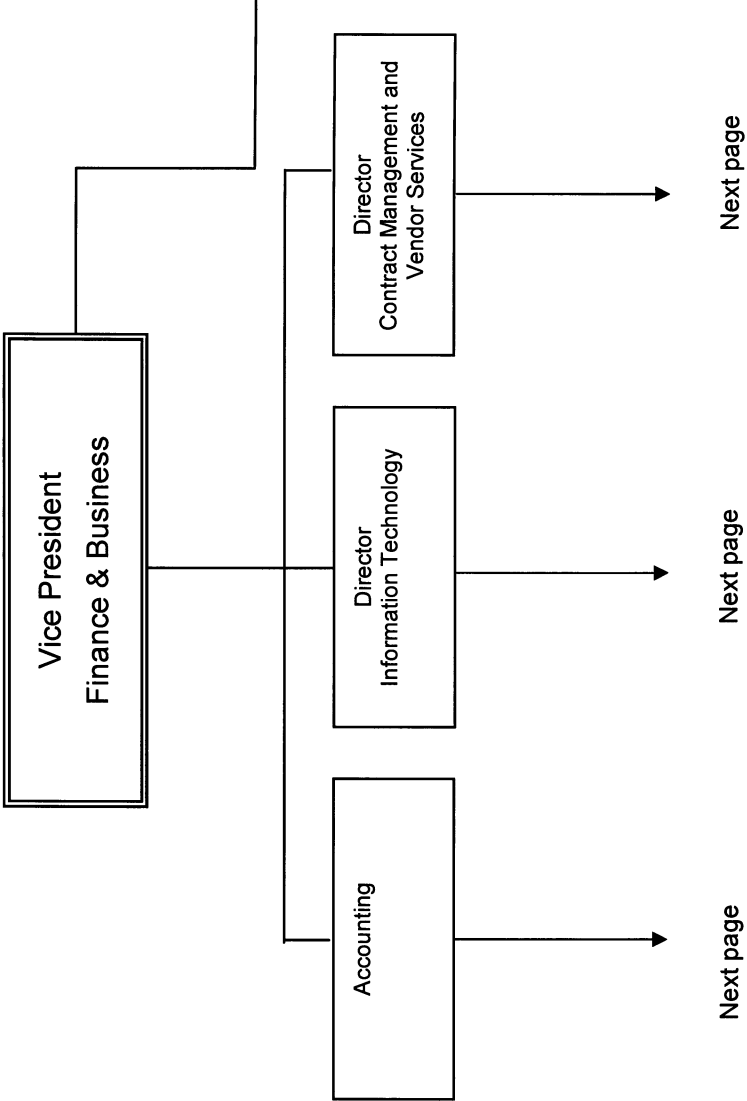 Vice President
Finance & Business
Accounting
Director
Information Technology
Director
Contract Management and
Vendor Services
Next page
Next page
Next page